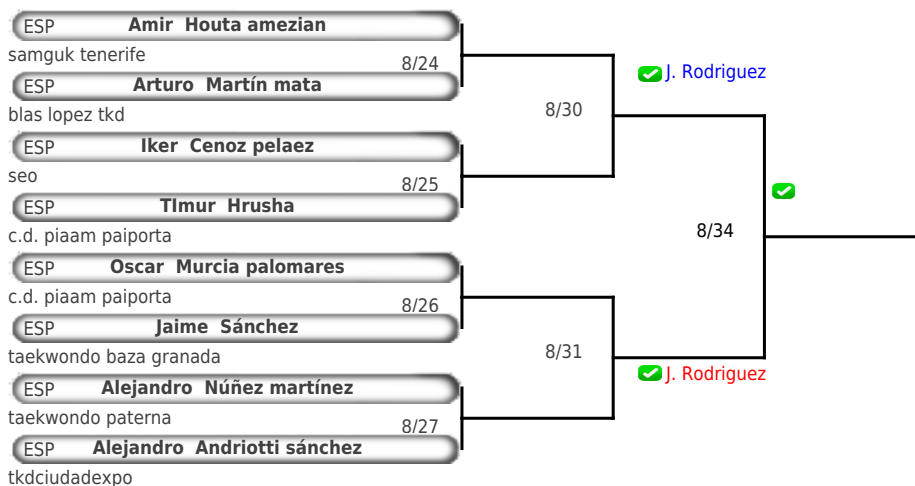 ESP Amir Houta amezian
samguk tenerife
8/24
ESP Arturo Martín mata
blas lopez tkd
J. Rodriguez
8/30
ESP Iker Cenoz pelaez
seo
8/25
ESP TImur Hrusha
c.d. piaam paiporta
8/34
ESP Oscar Murcia palomares
c.d. piaam paiporta
8/26
ESP Jaime Sánchez
taekwondo baza granada
8/31
J. Rodriguez
ESP Alejandro Núñez martínez
taekwondo paterna
8/27
ESP Alejandro Andriotti sánchez
tkdciudadexpo